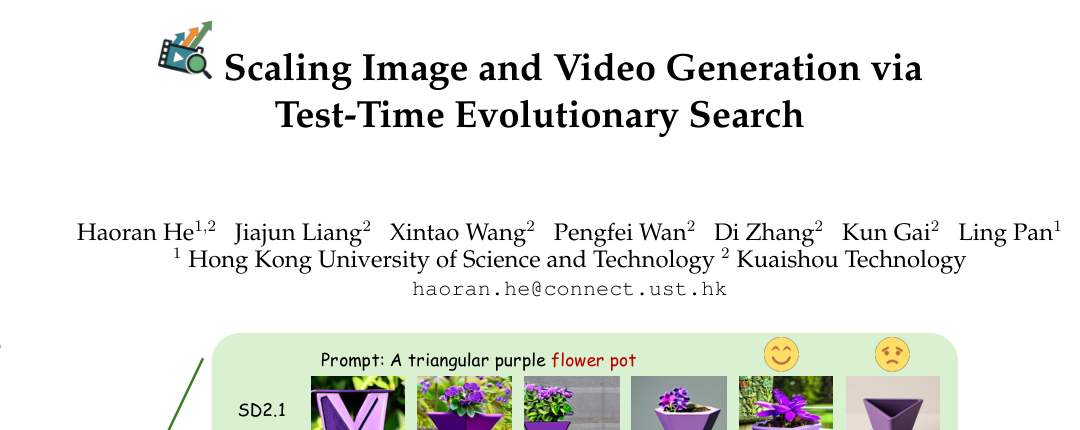 Scaling Image and Video Generation via
Test-Time Evolutionary Search
Haoran He1,2 Jiajun Liang2 Xintao Wang2 Pengfei Wan2 Di Zhang2 Kun Gai2 Ling Pan1
1 Hong Kong University of Science and Technology 2 Kuaishou Technology
haoran.he@connect.ust.hk
Prompt: A triangular purple flower pot
SD2.1